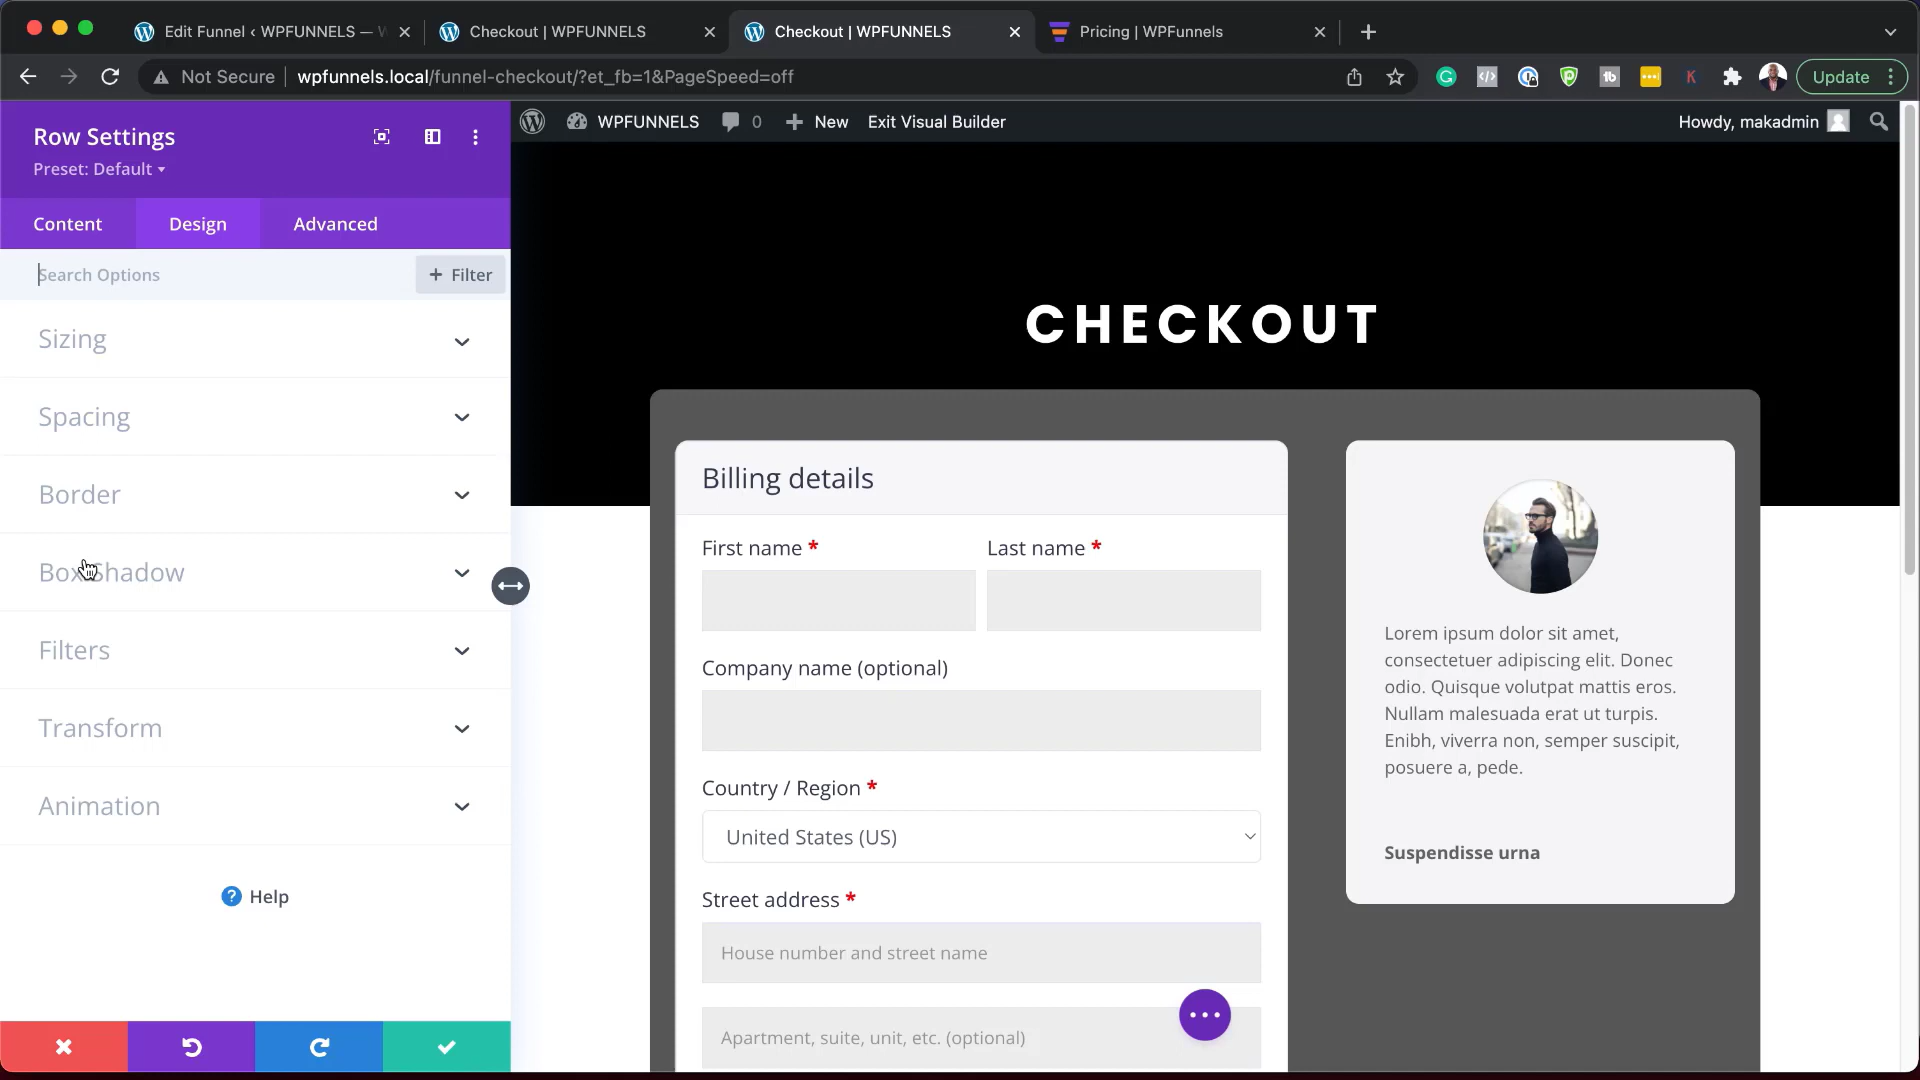 Edit Funnel ‹ WPFUNNELS —
Checkout | WPFUNNELS
Checkout | WPFUNNELS
Pricing | WPFunnels
Not Secure
wpfunnels.local/funnel-checkout/?et_fb=1&PageSpeed=off
Update
Row Settings
Preset: Default
Content
Design
Advanced
Search Options
+ Filter
Sizing
Spacing
Border
Box Shadow
Filters
Transform
Animation
? Help
WPFUNNELS
0
+ New
Exit Visual Builder
Howdy, makadmin
CHECKOUT
Billing details
First name *
Last name *
Company name (optional)
Country / Region *
United States (US)
Street address *
House number and street name
Apartment, suite, unit, etc. (optional)
Lorem ipsum dolor sit amet,
consectetuer adipiscing elit. Donec
odio. Quisque volutpat mattis eros.
Nullam malesuada erat ut turpis.
Enibh, viverra non, semper suscipit,
posuere a, pede.
Suspendisse urna